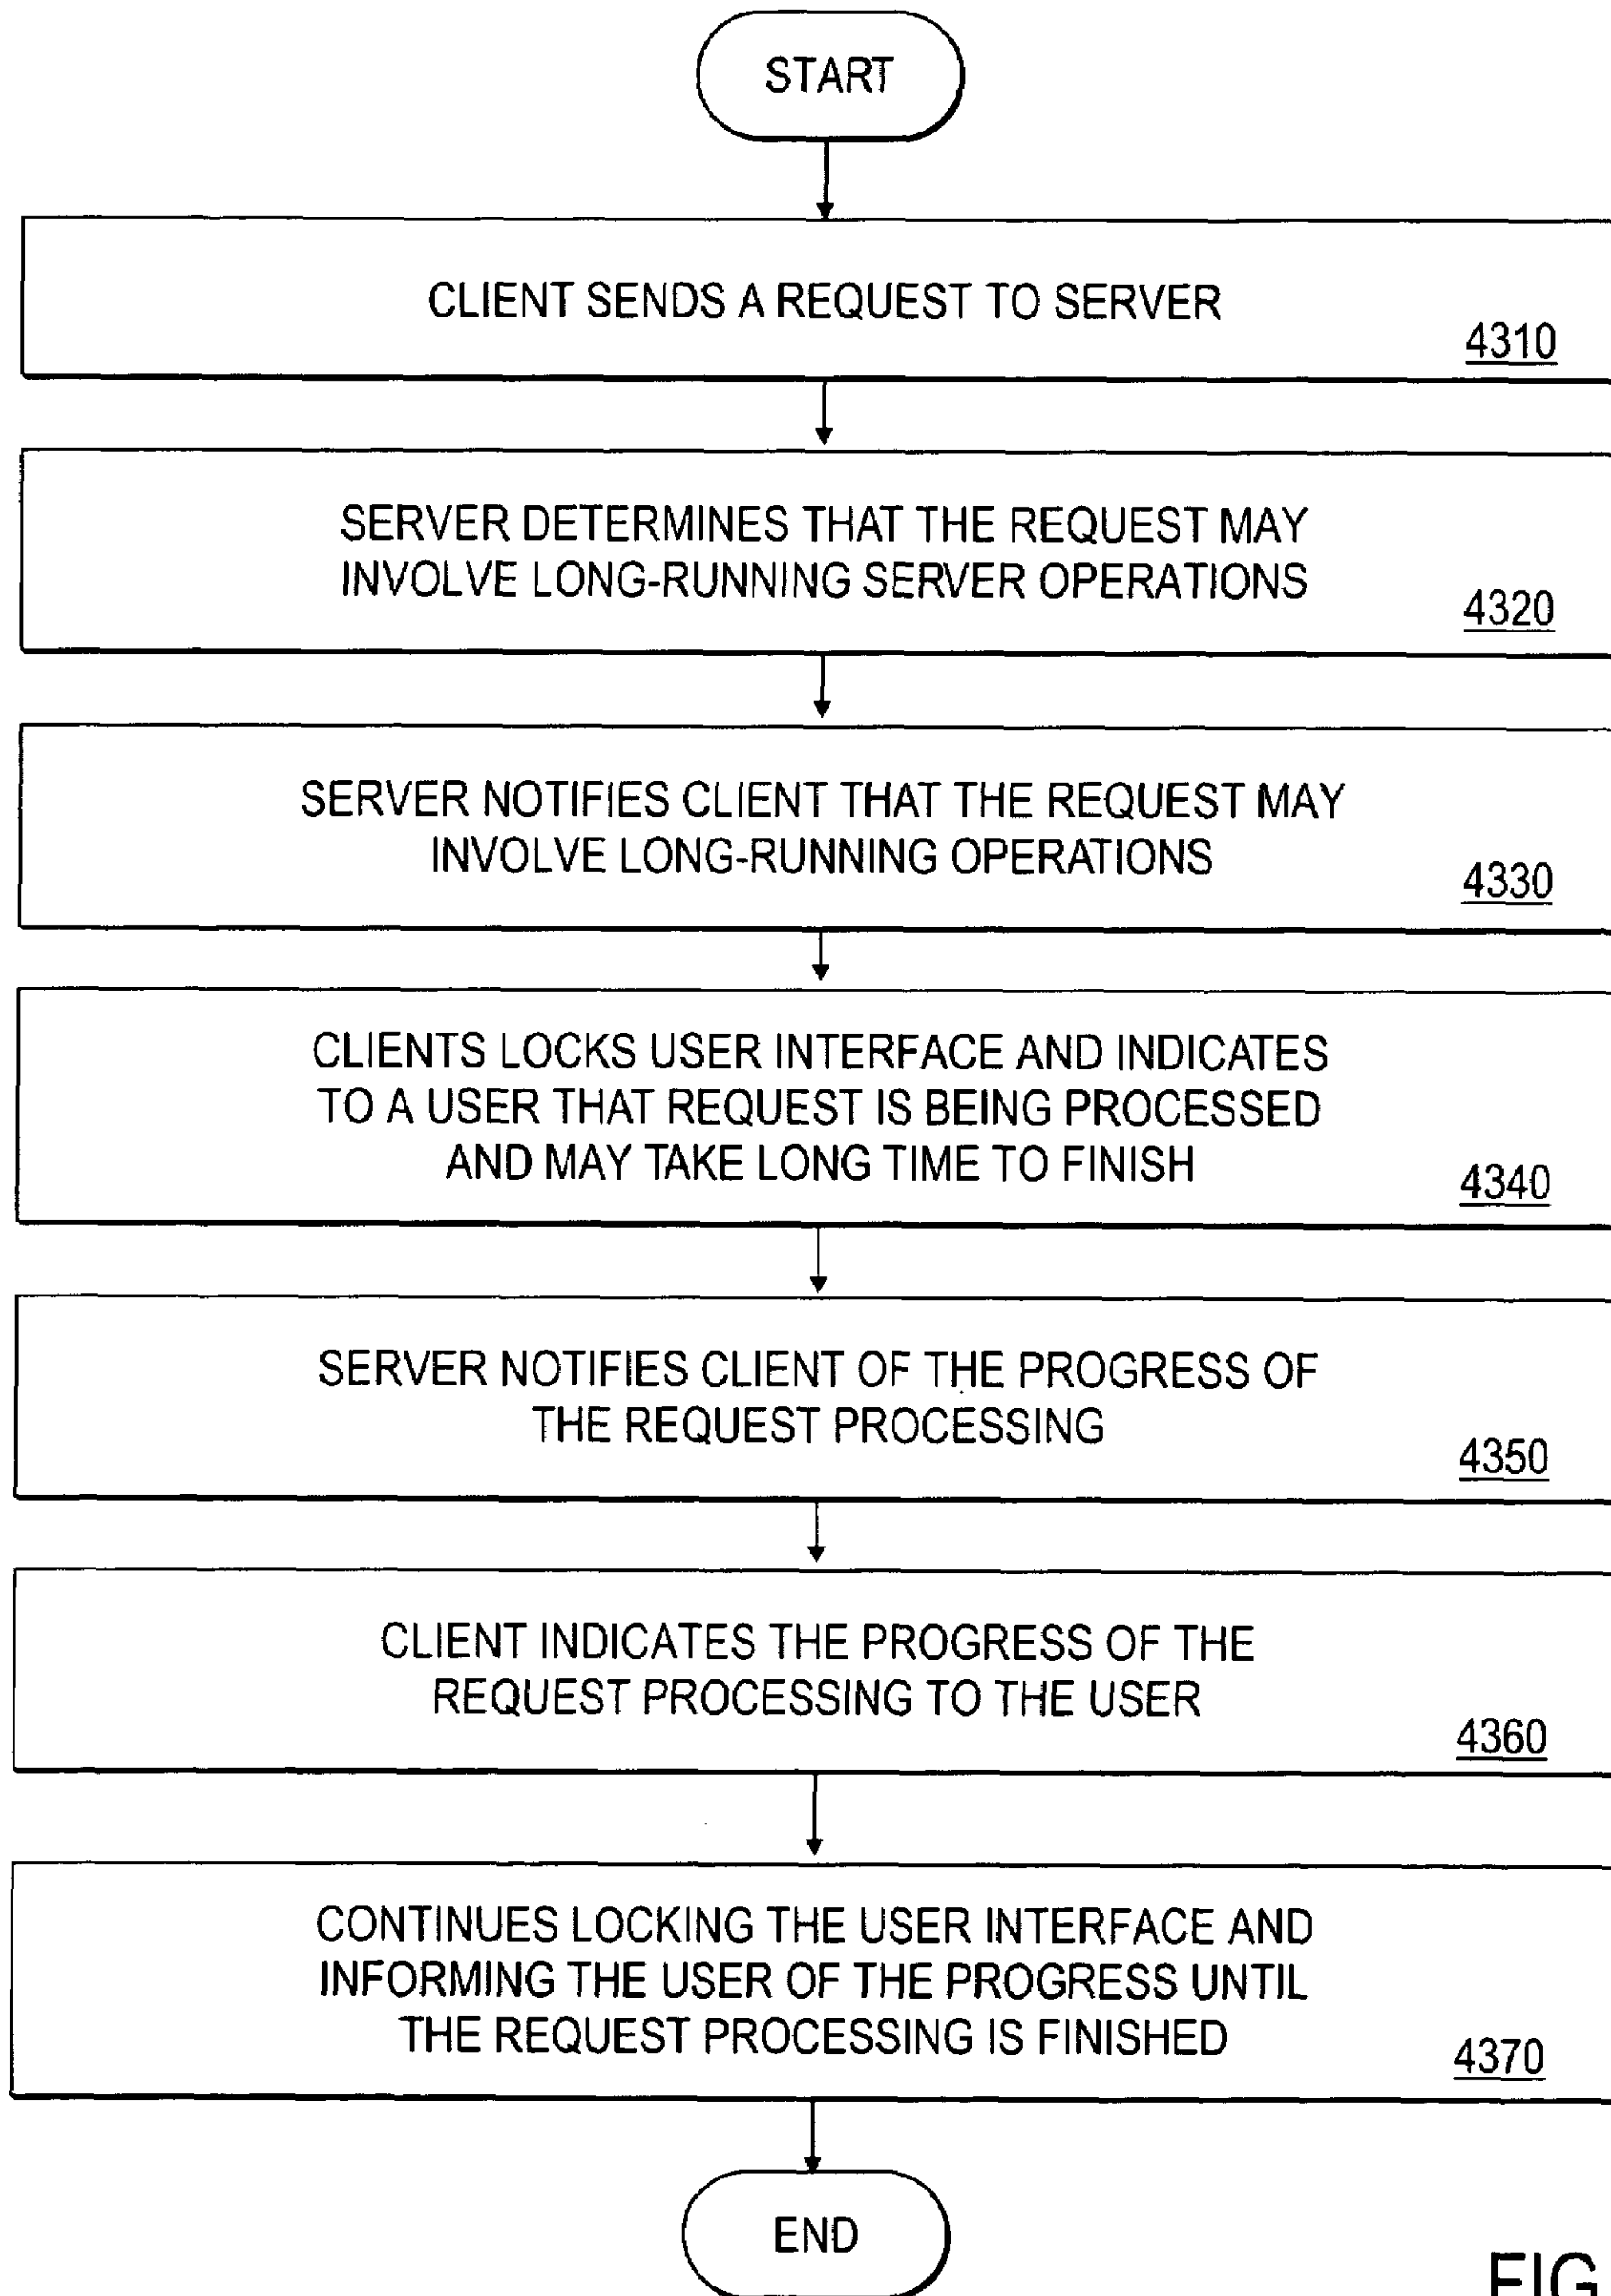 START
CLIENT SENDS A REQUEST TO SERVER
4310
SERVER DETERMINES THAT THE REQUEST MAY
INVOLVE LONG-RUNNING SERVER OPERATIONS
4320
SERVER NOTIFIES CLIENT THAT THE REQUEST MAY
INVOLVE LONG-RUNNING OPERATIONS
4330
CLIENTS LOCKS USER INTERFACE AND INDICATES
TO A USER THAT REQUEST IS BEING PROCESSED
AND MAY TAKE LONG TIME TO FINISH
4340
SERVER NOTIFIES CLIENT OF THE PROGRESS OF
THE REQUEST PROCESSING
4350
CLIENT INDICATES THE PROGRESS OF THE
REQUEST PROCESSING TO THE USER
4360
CONTINUES LOCKING THE USER INTERFACE AND
INFORMING THE USER OF THE PROGRESS UNTIL
THE REQUEST PROCESSING IS FINISHED
4370
END
FIG